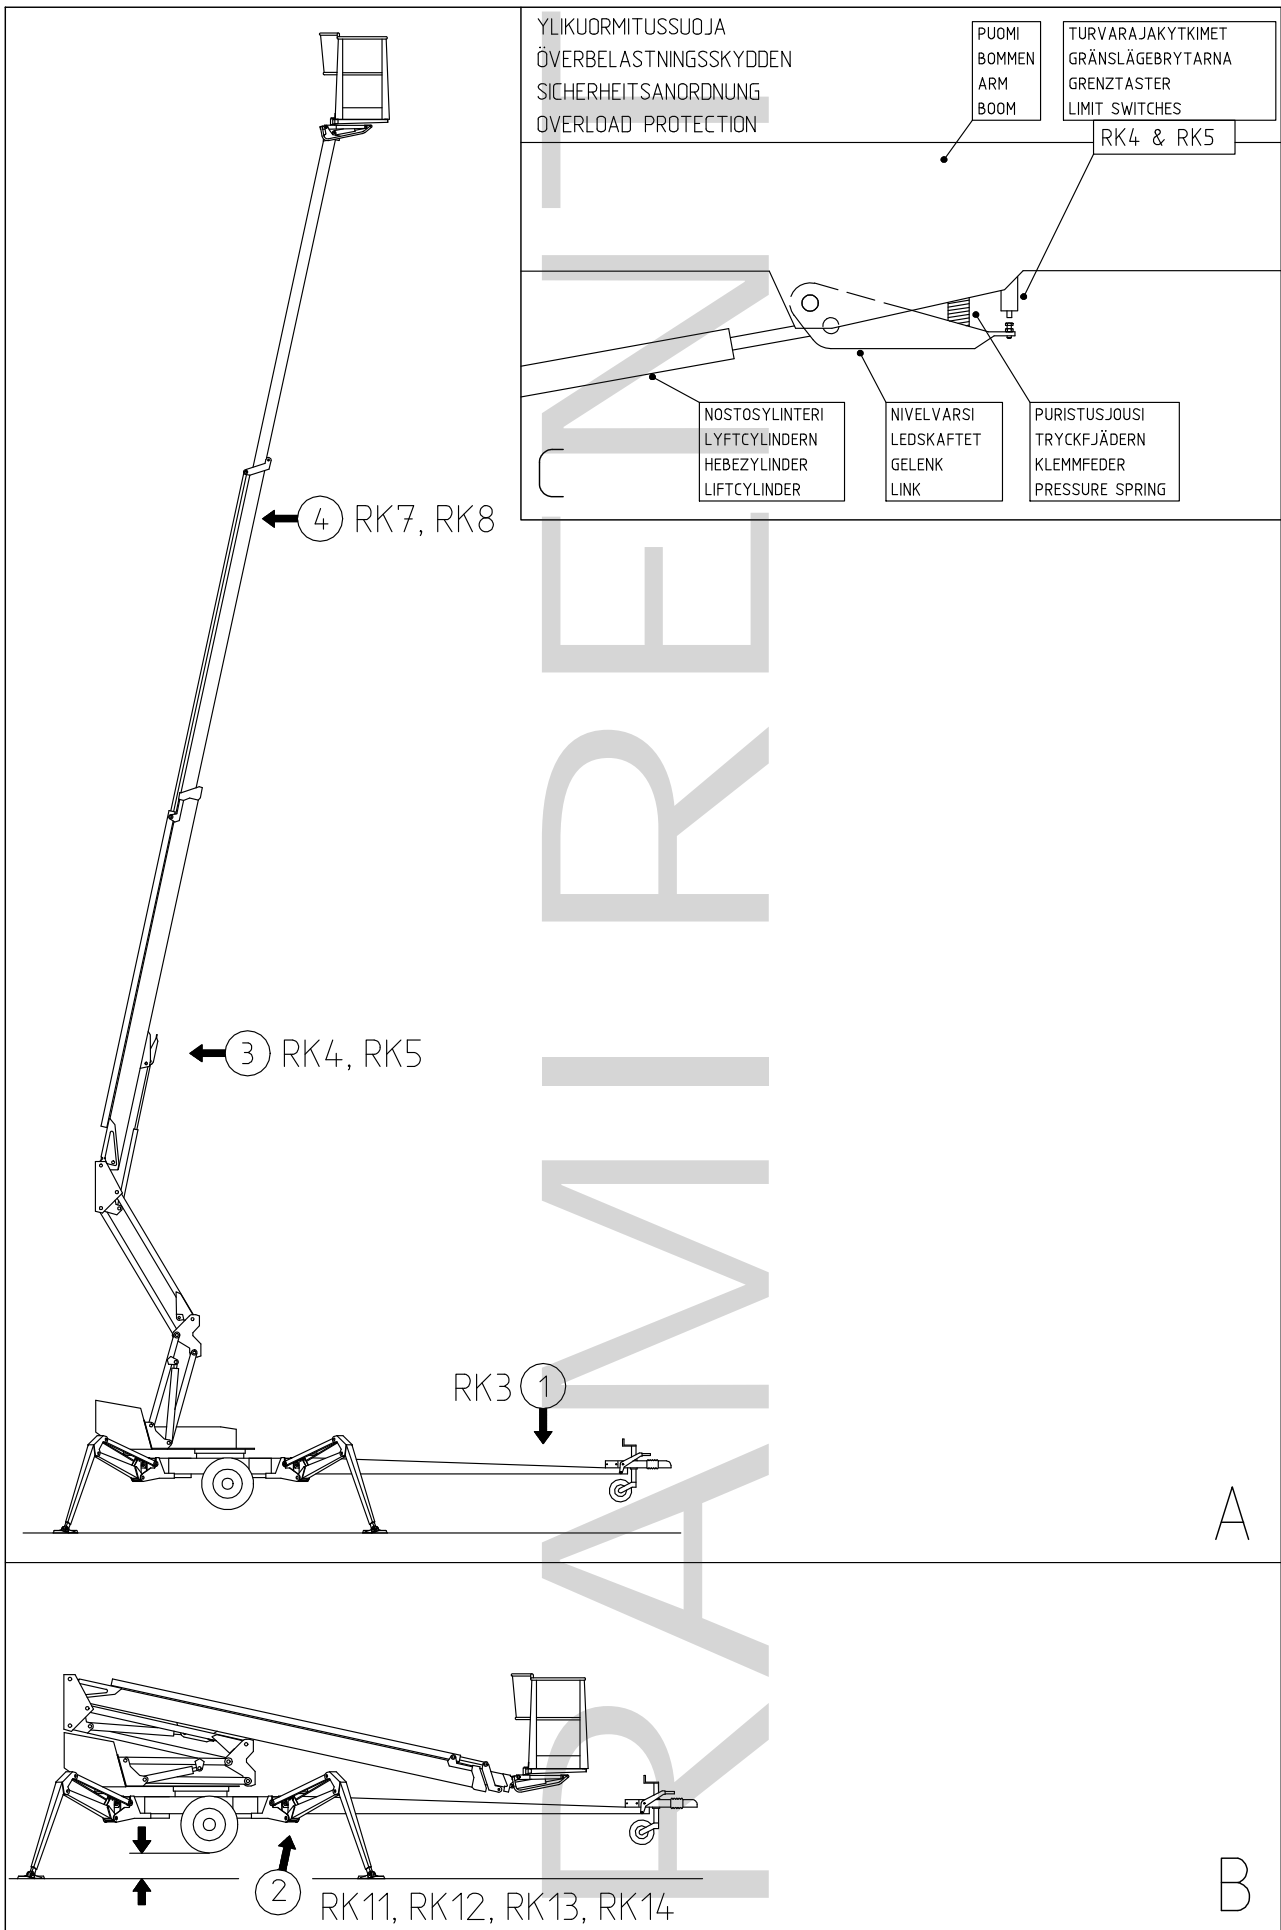 YLIKUORMITUSSUOJA
ÖVERBELASTNINGSSKYDDEN
SICHERHEITSANORDNUNG
OVERLOAD PROTECTION
PUOMI
BOMMEN
ARM
BOOM
TURVARAJAKYTKIMET
GRÄNSLÄGEBRYTARNA
GRENZTASTER
LIMIT SWITCHES
RK4 & RK5
NOSTOSYLINTERI
LYFTCYLINDERN
HEBEZYLINDER
LIFTCYLINDER
NIVELVARSI
LEDSKAFTET
GELENK
LINK
PURISTUSJOUSI
TRYCKFJÄDERN
KLEMMFEDER
PRESSURE SPRING
C
4 RK7, RK8
3 RK4, RK5
RK3 1
A
2 RK11, RK12, RK13, RK14
B
RAMIRENT